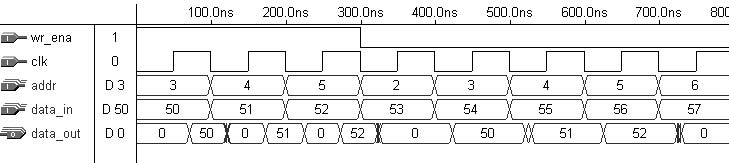 100.0ns 200.0ns 300.0ns 400.0ns 500.0ns 600.0ns 700.0ns 800
wr_ena 1
clk 0
addr D 3 3 4 5 2 3 4 5 6
data_in D 50 50 51 52 53 54 55 56 57
data_out D 0 0 50 0 51 0 52 0 50 51 52 0